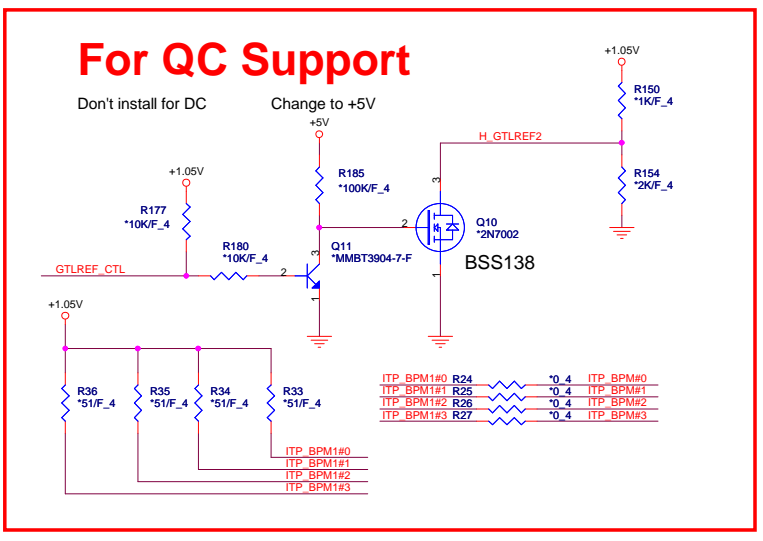 For QC Support
Don't install for DC
Change to +5V
+5V
+1.05V
R150
*1K/F_4
H_GTLREF2
R154
*2K/F_4
+1.05V
R185
*100K/F_4
3
R177
*10K/F_4
2
Q10
*2N7002
BSS138
1
R180
*10K/F_4
Q11
*MMBT3904-7-F
3
2
1
GTLREF_CTL
+1.05V
R36
*51/F_4
R35
*51/F_4
R34
*51/F_4
R33
*51/F_4
ITP_BPM1#0
ITP_BPM1#1
ITP_BPM1#2
ITP_BPM1#3
ITP_BPM1#0 R24 *0_4 ITP_BPM#0
ITP_BPM1#1 R25 *0_4 ITP_BPM#1
ITP_BPM1#2 R26 *0_4 ITP_BPM#2
ITP_BPM1#3 R27 *0_4 ITP_BPM#3